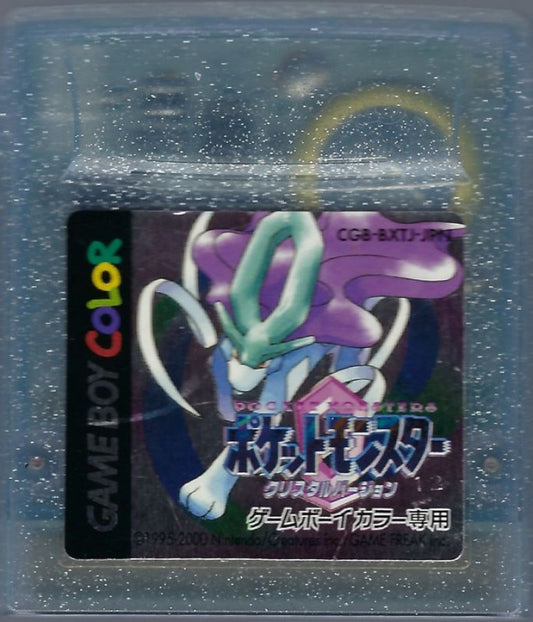 GAME BOY COLOR
CGB-BXTJ-JPN
POCKET MONSTERS
ポケットモンスター
クリスタルバージョン
ゲームボーイカラー専用
©1995-2000 Nintendo/Creatures inc./GAME FREAK inc.